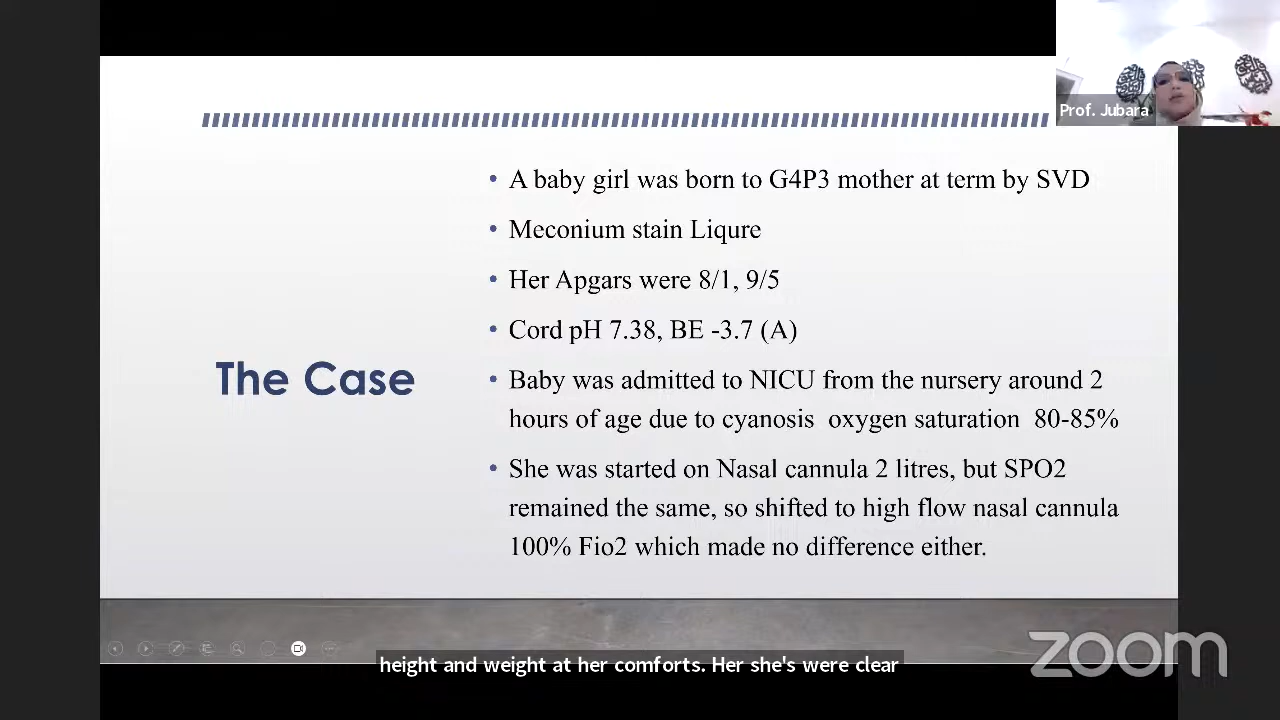 Prof. Jubara
• A baby girl was born to G4P3 mother at term by SVD
• Meconium stain Liqure
• Her Apgars were 8/1, 9/5
• Cord pH 7.38, BE -3.7 (A)
The Case
• Baby was admitted to NICU from the nursery around 2
hours of age due to cyanosis oxygen saturation 80-85%
• She was started on Nasal cannula 2 litres, but SPO2
remained the same, so shifted to high flow nasal cannula
100% Fio2 which made no difference either.
zoom
height and weight at her comforts. Her she's were clear